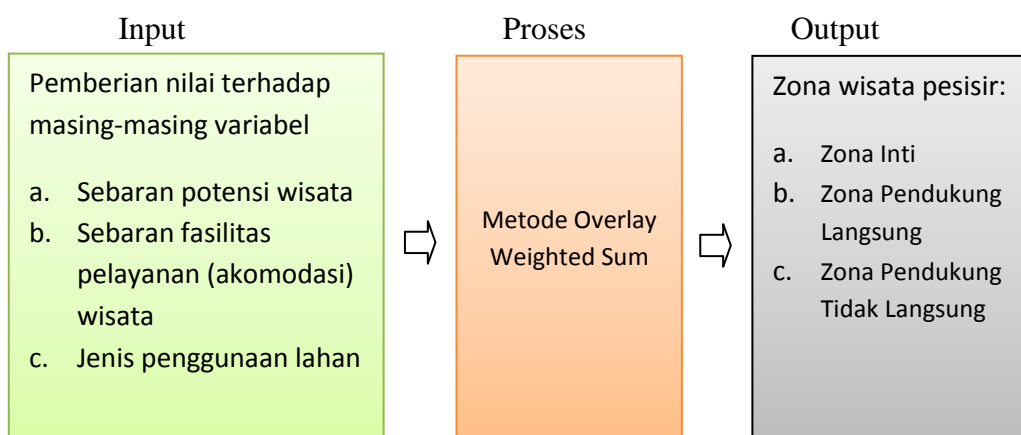 Input
Pemberian nilai terhadap
masing-masing variabel
a. Sebaran potensi wisata
b. Sebaran fasilitas
pelayanan (akomodasi)
wisata
c. Jenis penggunaan lahan
Proses
Metode Overlay
Weighted Sum
Output
Zona wisata pesisir:
a. Zona Inti
b. Zona Pendukung
Langsung
c. Zona Pendukung
Tidak Langsung